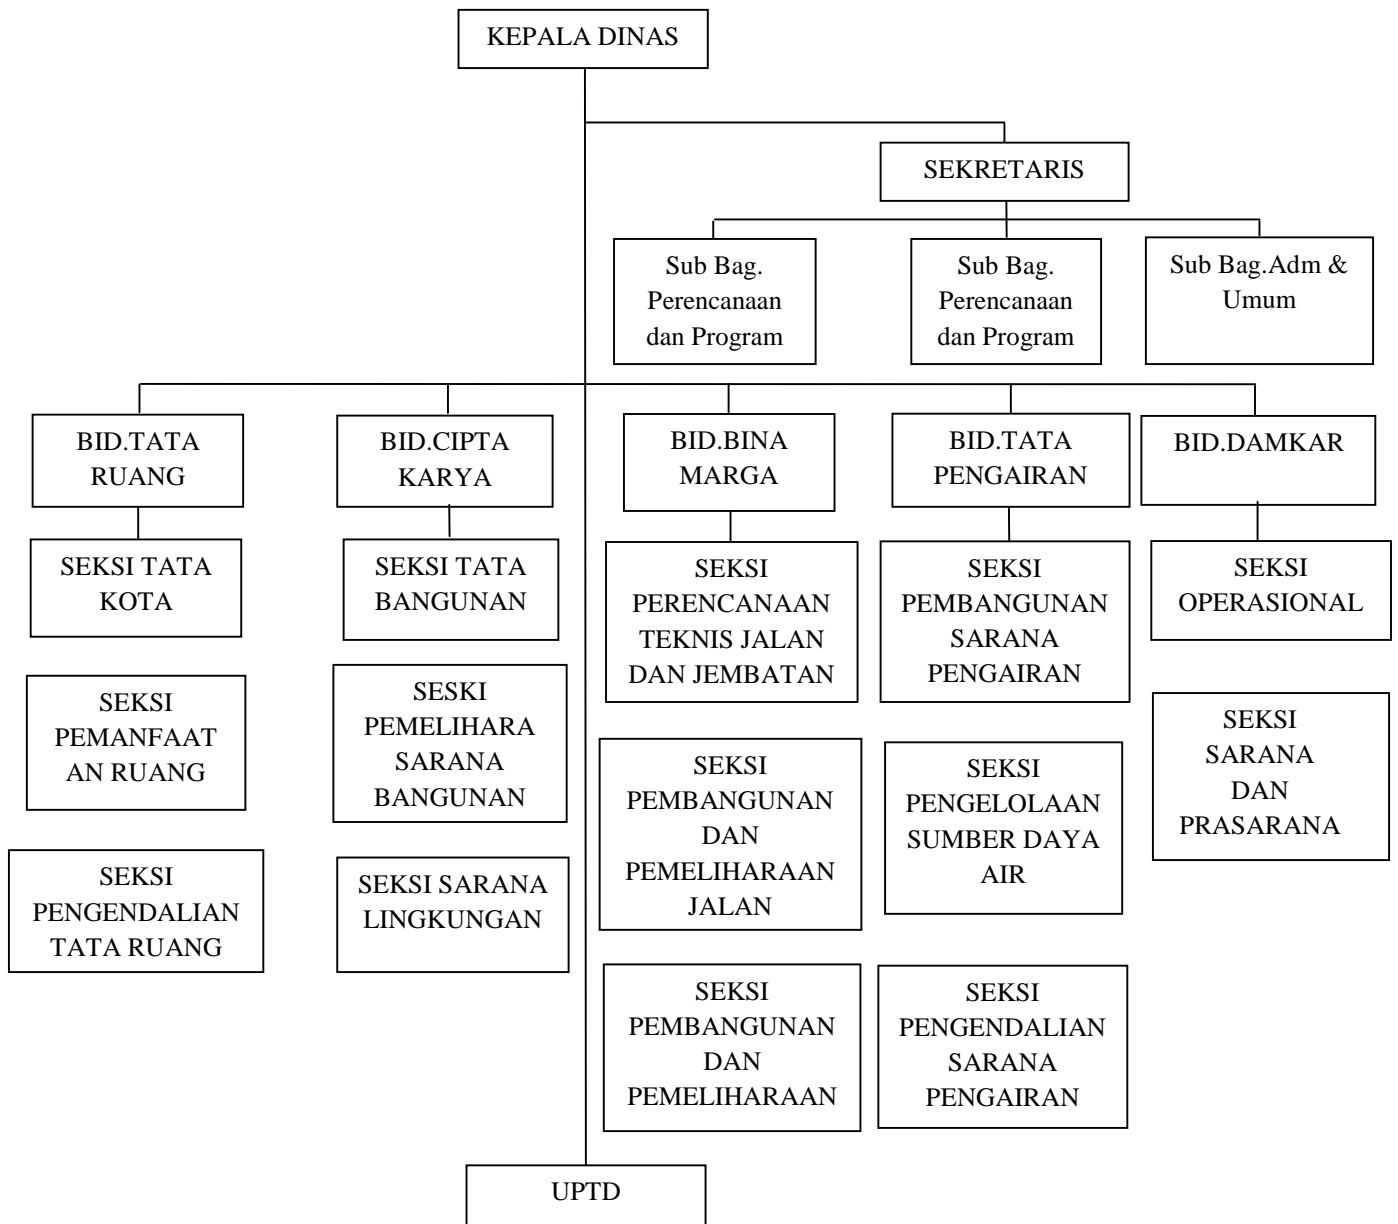 KEPALA DINAS
SEKRETARIS
Sub Bag.
Perencanaan
dan Program
Sub Bag.
Perencanaan
dan Program
Sub Bag.Adm &
Umum
BID.TATA
RUANG
BID.CIPTA
KARYA
BID.BINA
MARGA
BID.TATA
PENGAIRAN
BID.DAMKAR
SEKSI TATA
KOTA
SEKSI TATA
BANGUNAN
SEKSI
PERENCANAAN
TEKNIS JALAN
DAN JEMBATAN
SEKSI
PEMBANGUNAN
SARANA
PENGAIRAN
SEKSI
OPERASIONAL
SEKSI
PEMANFAAT
AN RUANG
SESKI
PEMELIHARA
SARANA
BANGUNAN
SEKSI
PEMBANGUNAN
DAN
PEMELIHARAAN
JALAN
SEKSI
PENGELOLAAN
SUMBER DAYA
AIR
SEKSI
SARANA
DAN
PRASARANA
SEKSI
PENGENDALIAN
TATA RUANG
SEKSI SARANA
LINGKUNGAN
SEKSI
PEMBANGUNAN
DAN
PEMELIHARAAN
SEKSI
PENGENDALIAN
SARANA
PENGAIRAN
UPTD